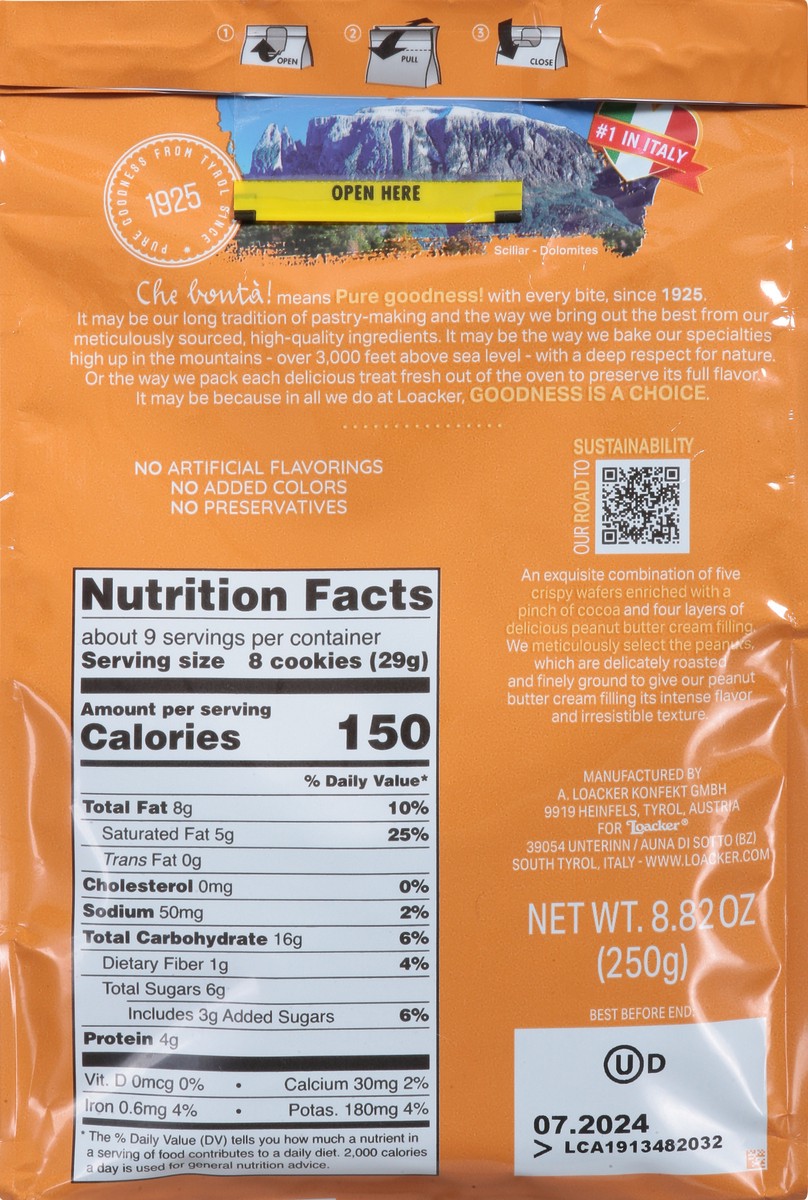 1 OPEN 2 PULL 3 CLOSE
#1 IN ITALY
PURE GOODNESS FROM TYROL SINCE
1925
OPEN HERE
Sciliar - Dolomites
Che bontà! means Pure goodness! with every bite, since 1925.
It may be our long tradition of pastry-making and the way we bring out the best from our
meticulously sourced, high-quality ingredients. It may be the way we bake our specialties
high up in the mountains - over 3,000 feet above sea level - with a deep respect for nature.
Or the way we pack each delicious treat fresh out of the oven to preserve its full flavor.
It may be because in all we do at Loacker, GOODNESS IS A CHOICE.
NO ARTIFICIAL FLAVORINGS
NO ADDED COLORS
NO PRESERVATIVES
OUR ROAD TO
SUSTAINABILITY
An exquisite combination of five
crispy wafers enriched with a
pinch of cocoa and four layers of
delicious peanut butter cream filling.
We meticulously select the peanuts,
which are delicately roasted
and finely ground to give our peanut
butter cream filling its intense flavor
and irresistible texture.
MANUFACTURED BY
A. LOACKER KONFEKT GMBH
9919 HEINFELS, TYROL, AUSTRIA
FOR Loacker®
39054 UNTERINN / AUNA DI SOTTO (BZ)
SOUTH TYROL, ITALY - WWW.LOACKER.COM
NET WT. 8.82 OZ
(250g)
BEST BEFORE END:
U D
07.2024
> LCA1913482032
Nutrition Facts
about 9 servings per container
Serving size 8 cookies (29g)
Amount per serving
Calories 150
% Daily Value*
Total Fat 8g 10%
Saturated Fat 5g 25%
Trans Fat 0g
Cholesterol 0mg 0%
Sodium 50mg 2%
Total Carbohydrate 16g 6%
Dietary Fiber 1g 4%
Total Sugars 6g
Includes 3g Added Sugars 6%
Protein 4g
Vit. D 0mcg 0% • Calcium 30mg 2%
Iron 0.6mg 4% • Potas. 180mg 4%
* The % Daily Value (DV) tells you how much a nutrient in
a serving of food contributes to a daily diet. 2,000 calories
a day is used for general nutrition advice.